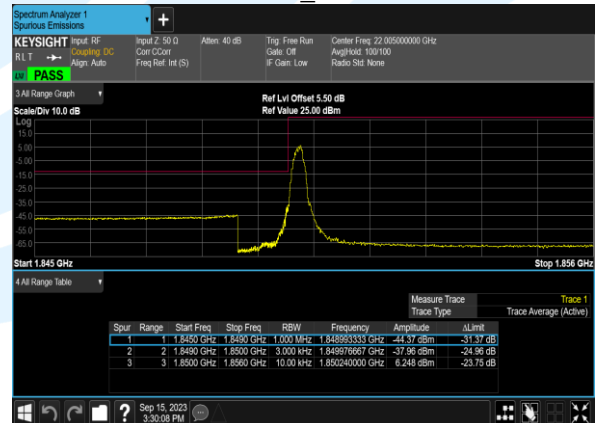 Spectrum Analyzer 1
Spurious Emissions
KEYSIGHT Input: RF Input Z: 50 Ω Atten: 40 dB Trig: Free Run Center Freq: 22.005000000 GHz
Coupling: DC Corr CCorr Gate: Off Avg|Hold: 100/100
RLT Align: Auto Freq Ref: Int (S) IF Gain: Low Radio Std: None
PASS
3 All Range Graph Ref Lvl Offset 5.50 dB
Scale/Div 10.0 dB Ref Value 25.00 dBm
Log
15.0
5.00
-5.00
-15.0
-25.0
-35.0
-45.0
-55.0
-65.0
Start 1.845 GHz Stop 1.856 GHz
4 All Range Table
Measure Trace Trace 1
Trace Type Trace Average (Active)
Spur Range Start Freq Stop Freq RBW Frequency Amplitude ΔLimit
1 1 1.8450 GHz 1.8490 GHz 1.000 MHz 1.848993333 GHz -44.37 dBm -31.37 dB
2 2 1.8490 GHz 1.8500 GHz 3.000 kHz 1.849976667 GHz -37.96 dBm -24.96 dB
3 3 1.8500 GHz 1.8560 GHz 10.00 kHz 1.850240000 GHz 6.248 dBm -23.75 dB
? Sep 15, 2023
3:30:08 PM